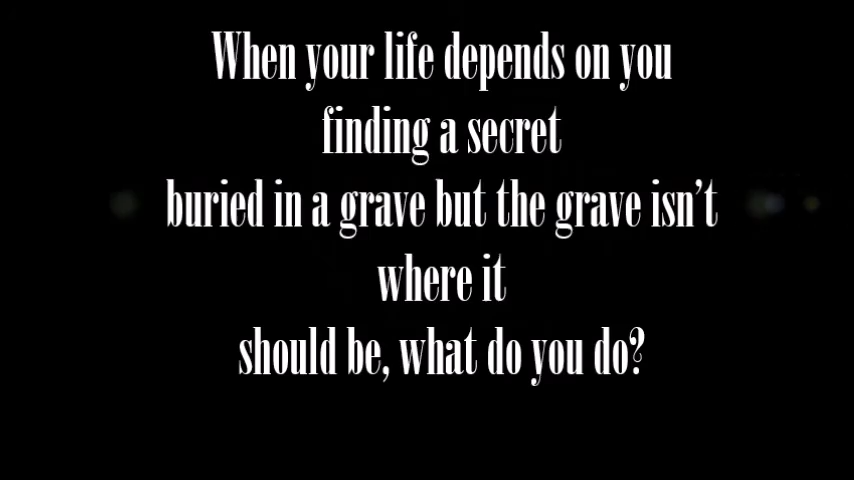 When your life depends on you
finding a secret
buried in a grave but the grave isn’t
where it
should be, what do you do?